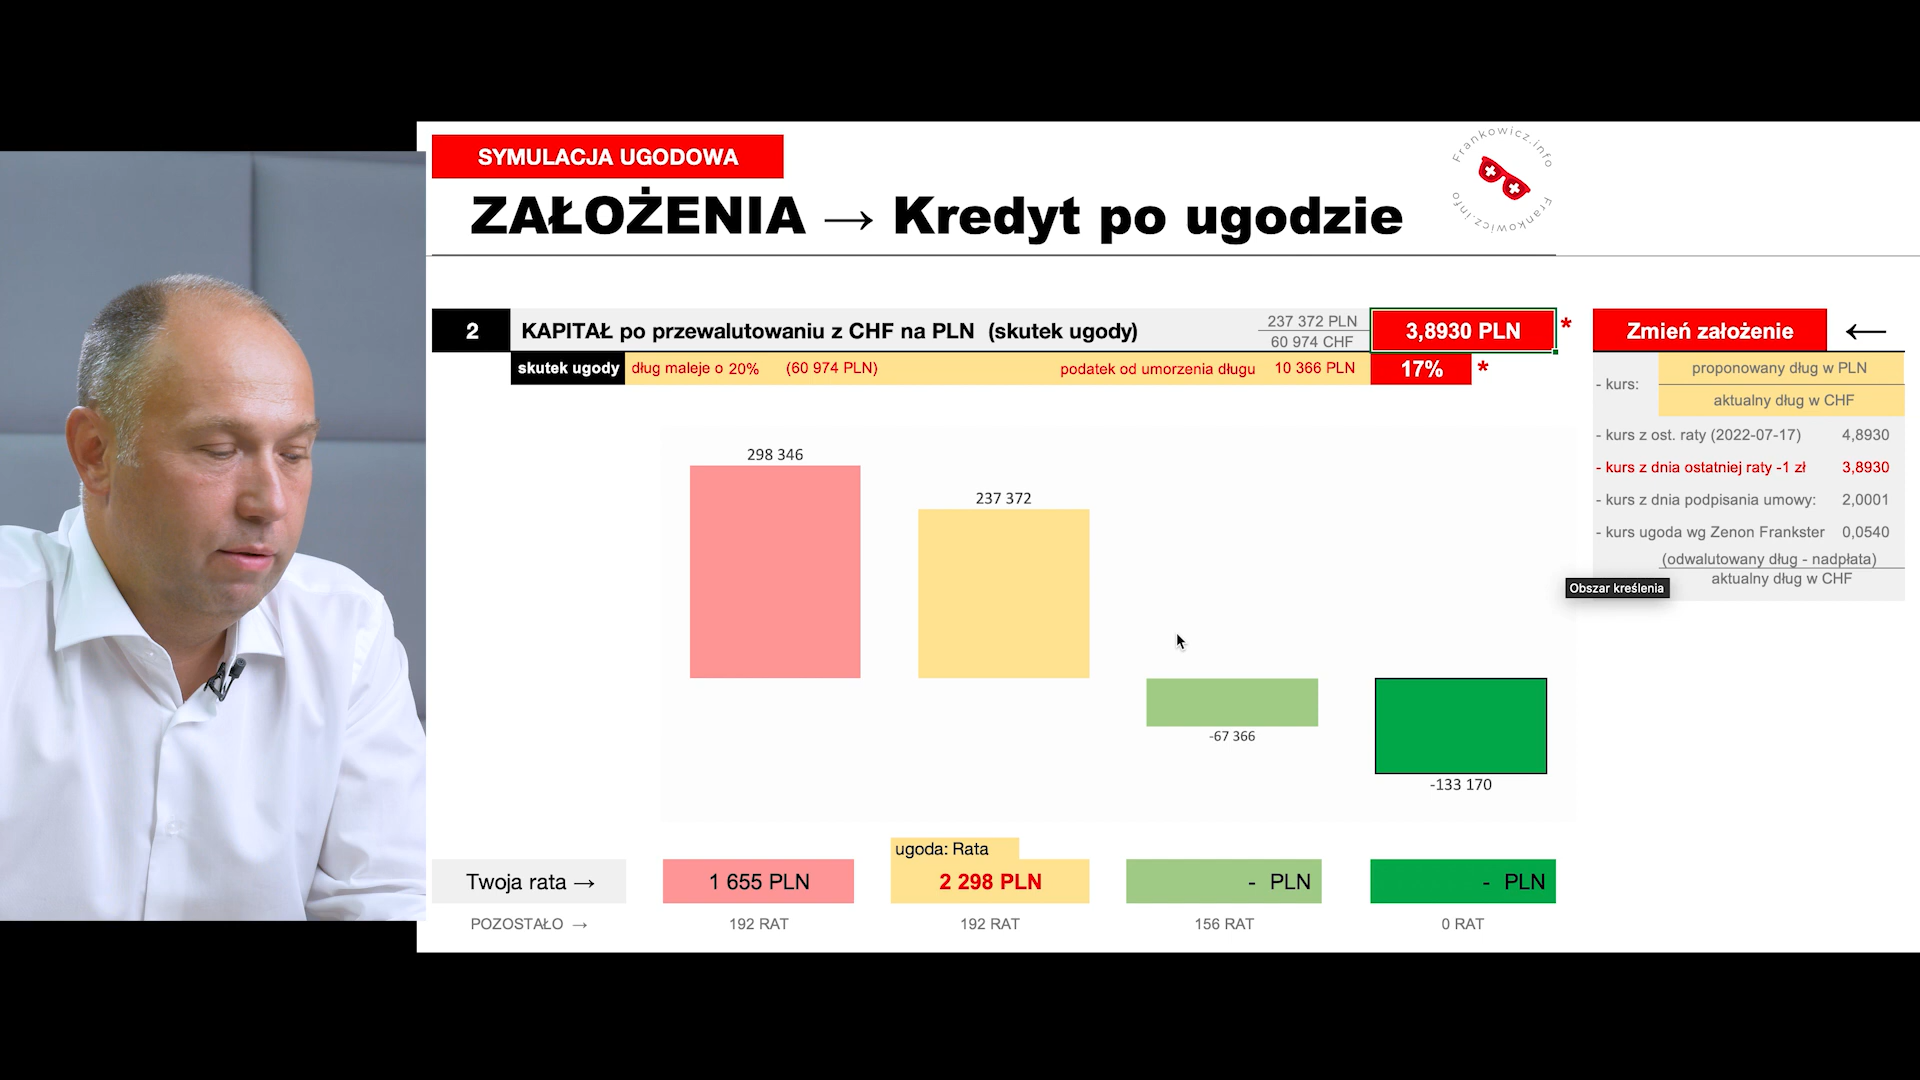 SYMULACJA UGODOWA
ZAŁOŻENIA → Kredyt po ugodzie
Frankowicz.info
Frankowicz.info
2 KAPITAŁ po przewalutowaniu z CHF na PLN (skutek ugody)
237 372 PLN
60 974 CHF
3,8930 PLN *
skutek ugody dług maleje o 20% (60 974 PLN) podatek od umorzenia długu 10 366 PLN 17% *
Zmień założenie ←
- kurs:
proponowany dług w PLN
aktualny dług w CHF
- kurs z ost. raty (2022-07-17) 4,8930
- kurs z dnia ostatniej raty -1 zł 3,8930
- kurs z dnia podpisania umowy: 2,0001
- kurs ugoda wg Zenon Frankster 0,0540
(odwalutowany dług - nadpłata)
aktualny dług w CHF
Obszar kreślenia
298 346
237 372
-67 366
-133 170
ugoda: Rata
Twoja rata → 1 655 PLN 2 298 PLN - PLN - PLN
POZOSTAŁO → 192 RAT 192 RAT 156 RAT 0 RAT